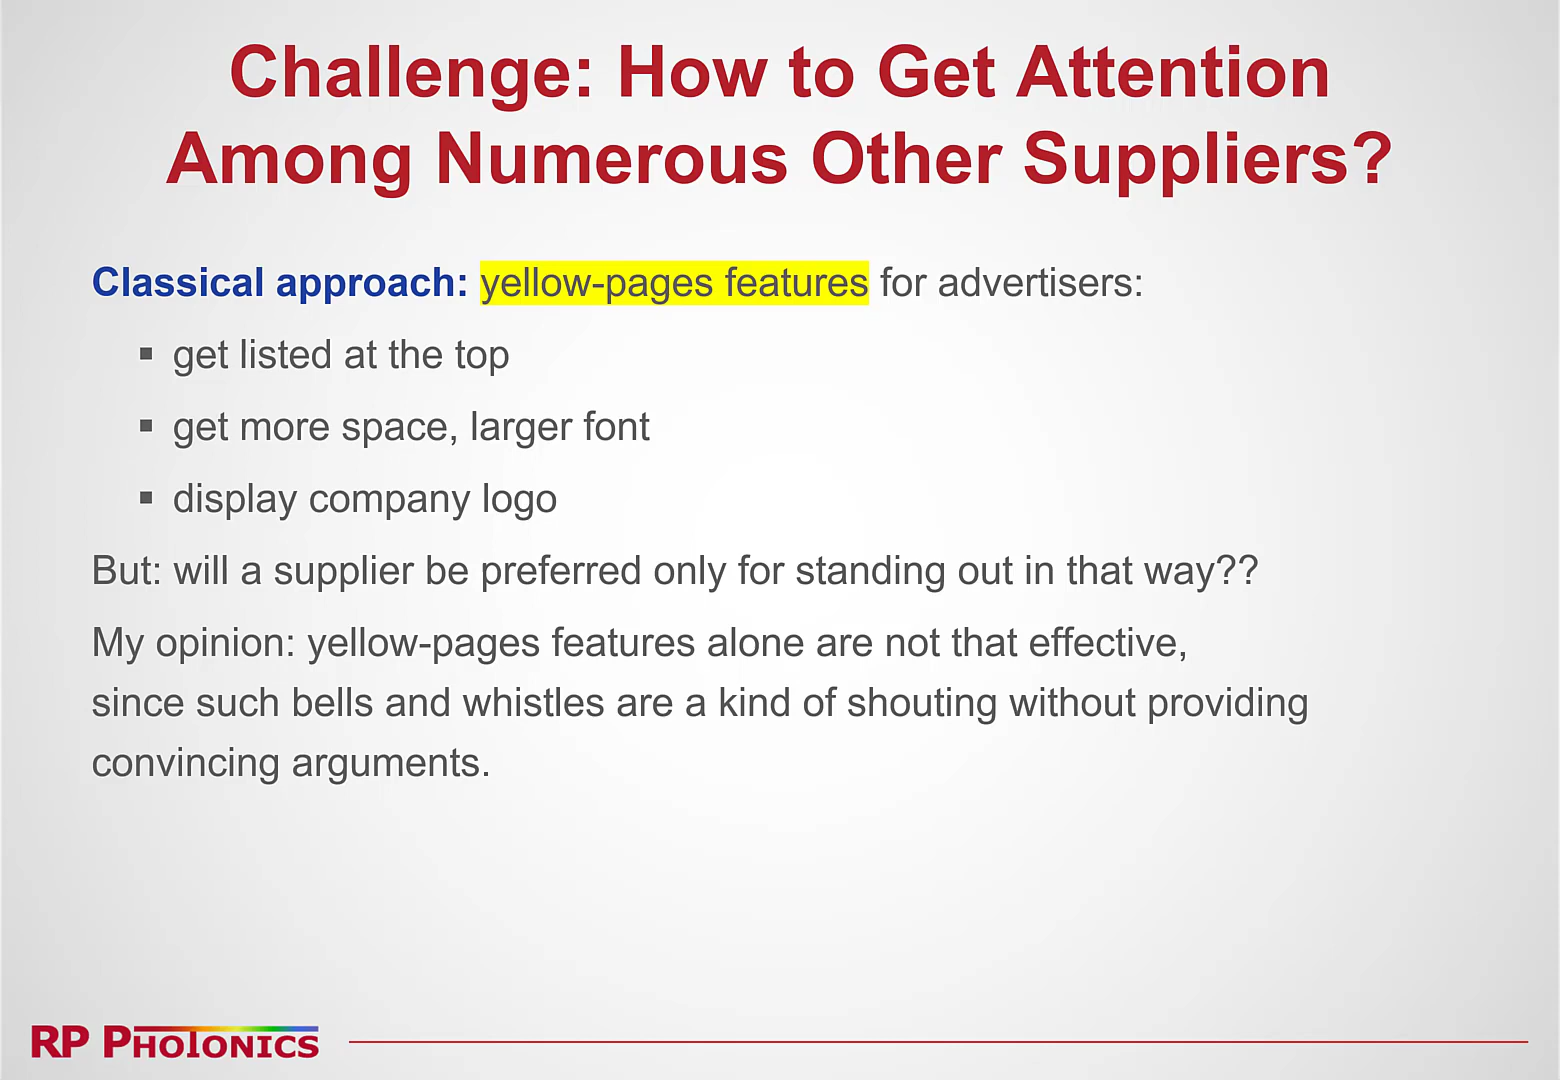 Challenge: How to Get Attention
Among Numerous Other Suppliers?
Classical approach: yellow-pages features for advertisers:
▪ get listed at the top
▪ get more space, larger font
▪ display company logo
But: will a supplier be preferred only for standing out in that way??
My opinion: yellow-pages features alone are not that effective,
since such bells and whistles are a kind of shouting without providing
convincing arguments.
RP PHOTONICS